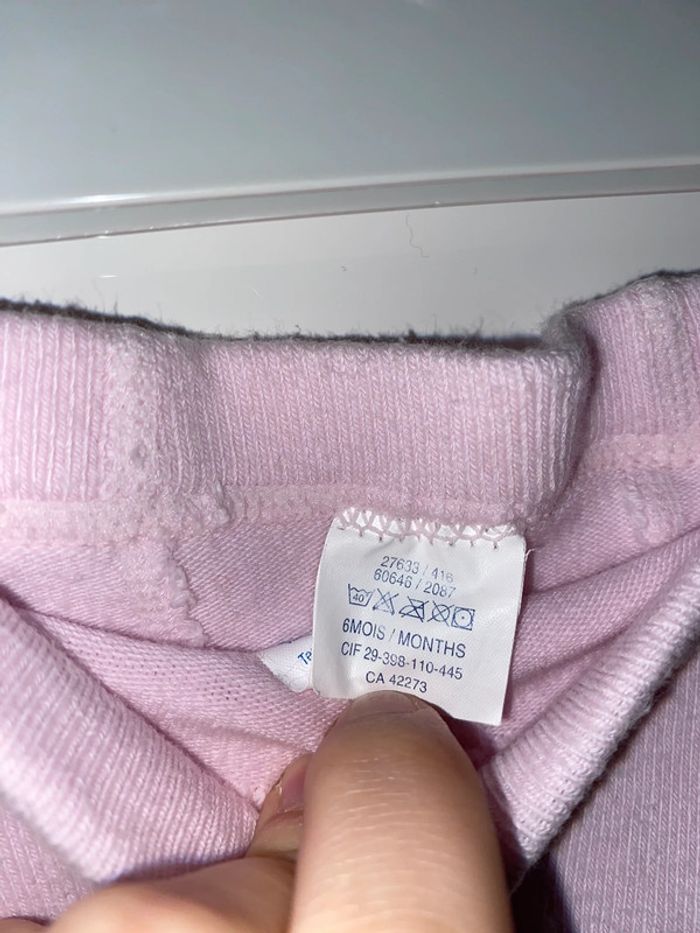 27633 / 416
60646 / 2087
40
6MOIS / MONTHS
CIF 29-398-110-445
CA 42273